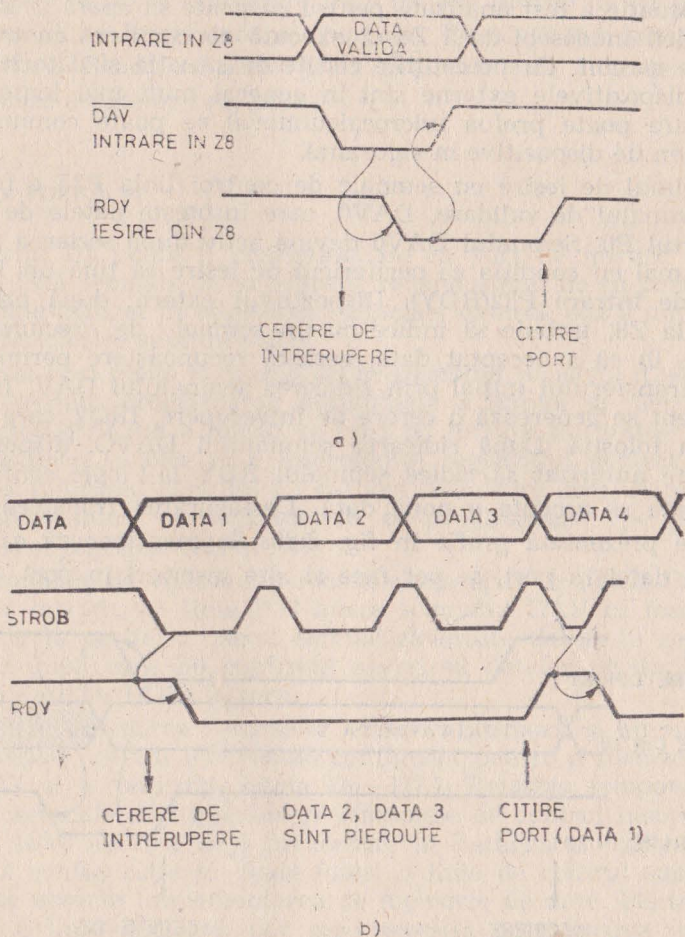 INTRARE IN Z8
DATA
VALIDA
DAV
INTRARE IN Z8
RDY
IESIRE DIN Z8
CERERE DE
INTRERUPERE
CITIRE
PORT
a)
DATA DATA 1 DATA 2 DATA 3 DATA 4
STROB
RDY
CERERE DE
INTRERUPERE
DATA 2, DATA 3
SINT PIERDUTE
CITIRE
PORT (DATA 1)
b)